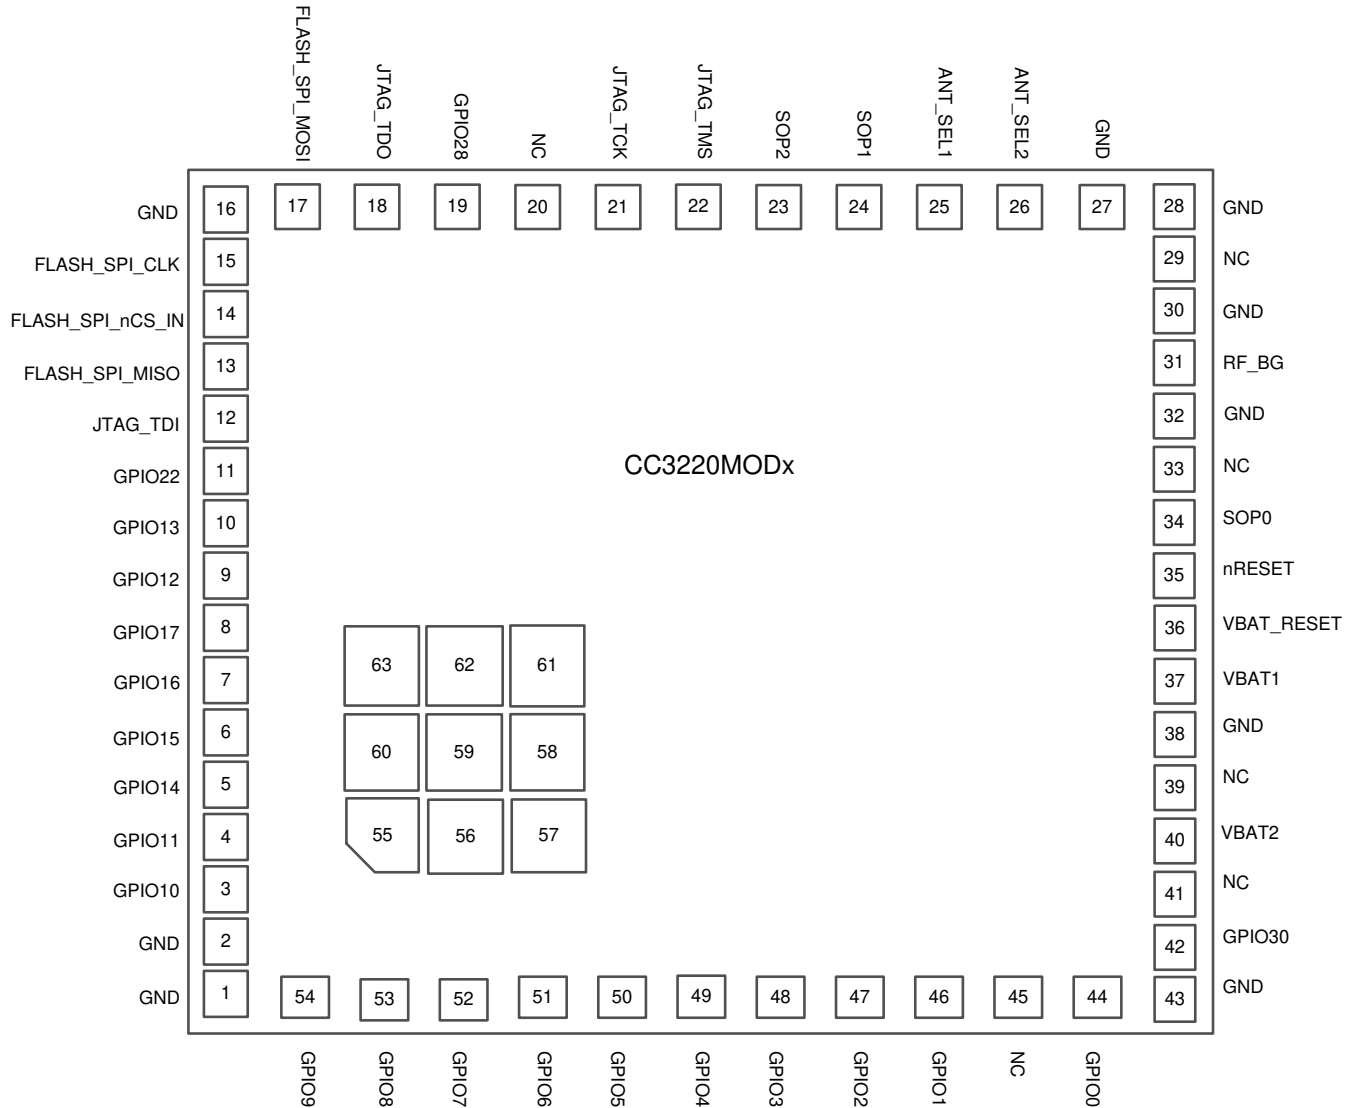 FLASH_SPI_MOSI
JTAG_TDO
GPIO28
NC
JTAG_TCK
JTAG_TMS
SOP2
SOP1
ANT_SEL1
ANT_SEL2
GND
GND 16 17 18 19 20 21 22 23 24 25 26 27 28 GND
FLASH_SPI_CLK 15 29 NC
FLASH_SPI_nCS_IN 14 30 GND
FLASH_SPI_MISO 13 31 RF_BG
JTAG_TDI 12 32 GND
CC3220MODx
GPIO22 11 33 NC
GPIO13 10 34 SOP0
GPIO12 9 35 nRESET
GPIO17 8 36 VBAT_RESET
GPIO16 7 63 62 61 37 VBAT1
GPIO15 6 60 59 58 38 GND
GPIO14 5 39 NC
GPIO11 4 55 56 57 40 VBAT2
GPIO10 3 41 NC
GND 2 42 GPIO30
GND 1 54 53 52 51 50 49 48 47 46 45 44 43 GND
GPIO9
GPIO8
GPIO7
GPIO6
GPIO5
GPIO4
GPIO3
GPIO2
GPIO1
NC
GPIO0